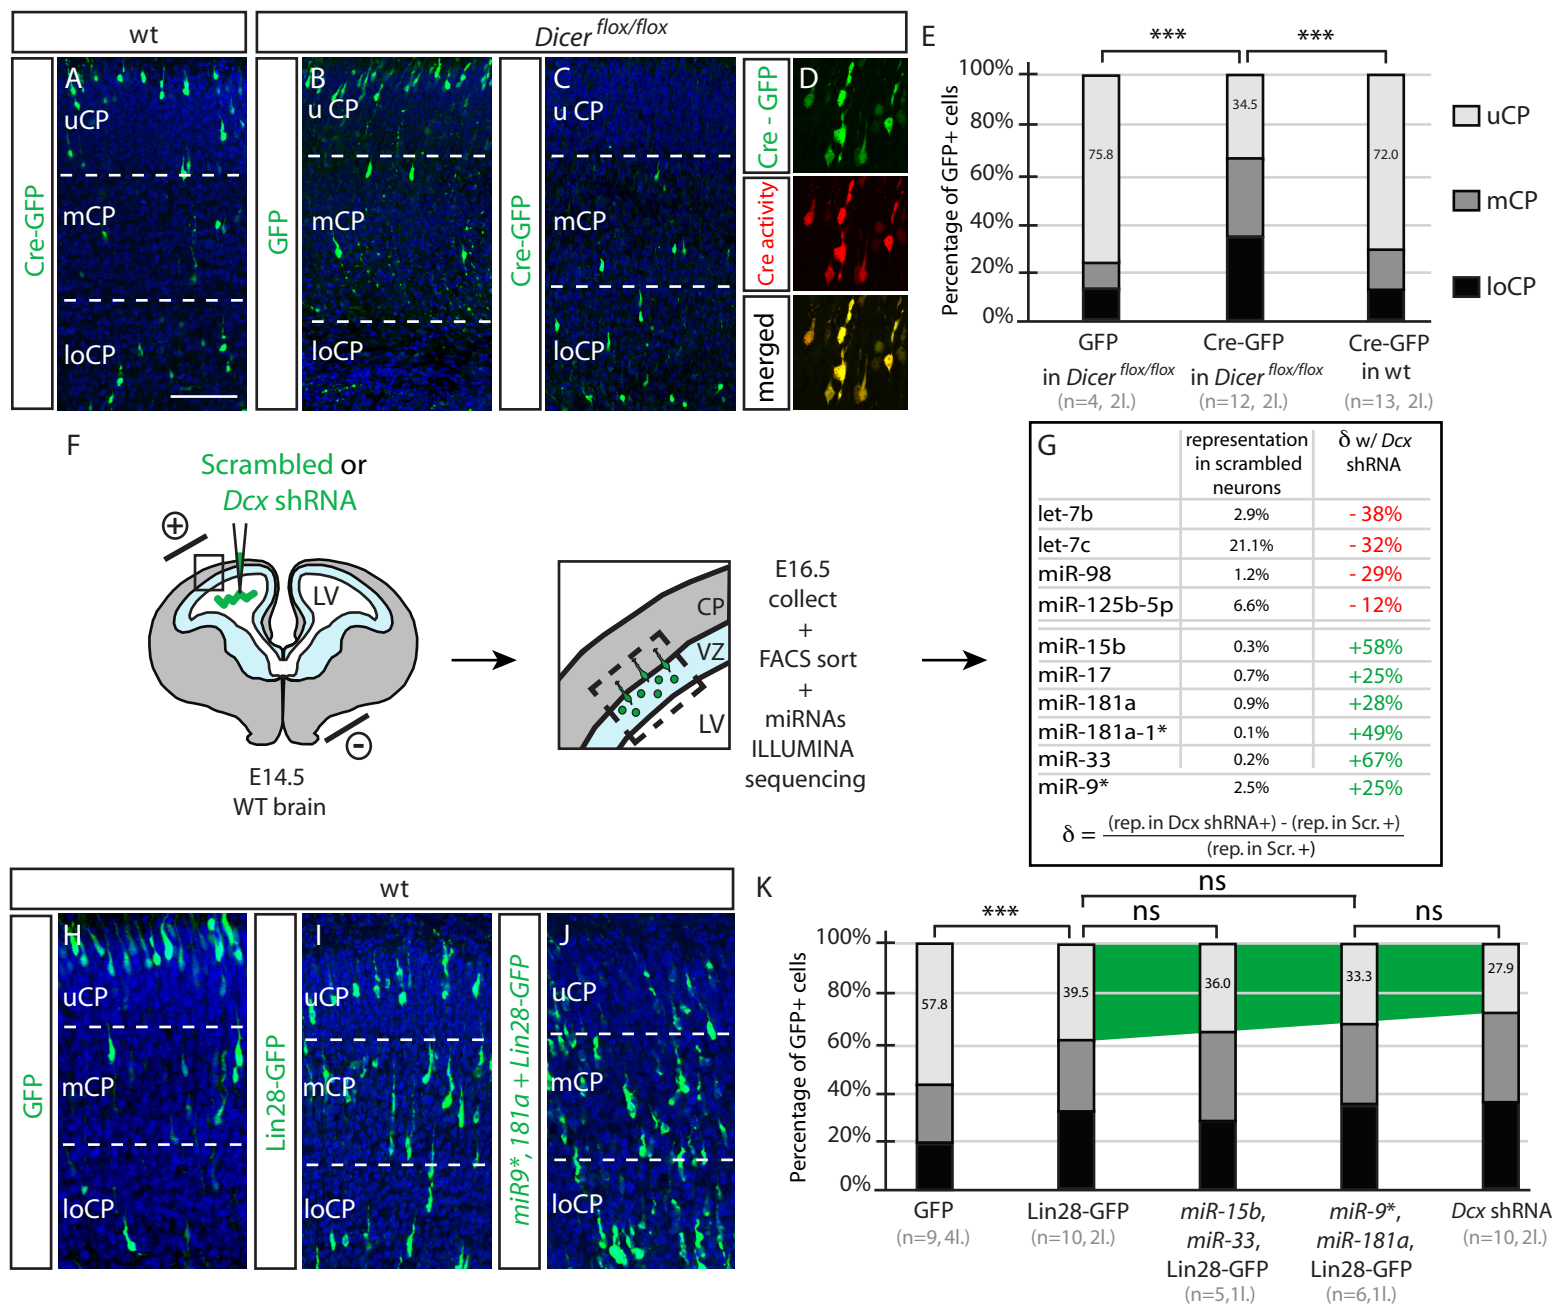 wt
Dicer flox/flox
Cre-GFP
A
uCP
mCP
loCP
GFP
B
u CP
mCP
loCP
Cre-GFP
C
u CP
mCP
loCP
Cre - GFP
Cre activity
merged
D
E
***
***
Percentage of GFP+ cells
100%
80%
60%
40%
20%
0%
75.8
34.5
72.0
uCP
mCP
loCP
GFP
in Dicer flox/flox
(n=4, 2l.)
Cre-GFP
in Dicer flox/flox
(n=12, 2l.)
Cre-GFP
in wt
(n=13, 2l.)
F
Scrambled or
Dcx shRNA
+
LV
-
E14.5
WT brain
CP
VZ
LV
E16.5
collect
+
FACS sort
+
miRNAs
ILLUMINA
sequencing
G
representation
in scrambled
neurons
δ w/ Dcx
shRNA
let-7b 2.9% - 38%
let-7c 21.1% - 32%
miR-98 1.2% - 29%
miR-125b-5p 6.6% - 12%
miR-15b 0.3% +58%
miR-17 0.7% +25%
miR-181a 0.9% +28%
miR-181a-1* 0.1% +49%
miR-33 0.2% +67%
miR-9* 2.5% +25%
δ = (rep. in Dcx shRNA+) - (rep. in Scr. +)
(rep. in Scr. +)
wt
GFP
H
uCP
mCP
loCP
Lin28-GFP
I
uCP
mCP
loCP
miR9*, 181a + Lin28-GFP
J
uCP
mCP
loCP
K
ns
***
ns
ns
Percentage of GFP+ cells
100%
80%
60%
40%
20%
0%
57.8
39.5
36.0
33.3
27.9
GFP
(n=9, 4l.)
Lin28-GFP
(n=10, 2l.)
miR-15b,
miR-33,
Lin28-GFP
(n=5,1l.)
miR-9*,
miR-181a,
Lin28-GFP
(n=6,1l.)
Dcx shRNA
(n=10, 2l.)